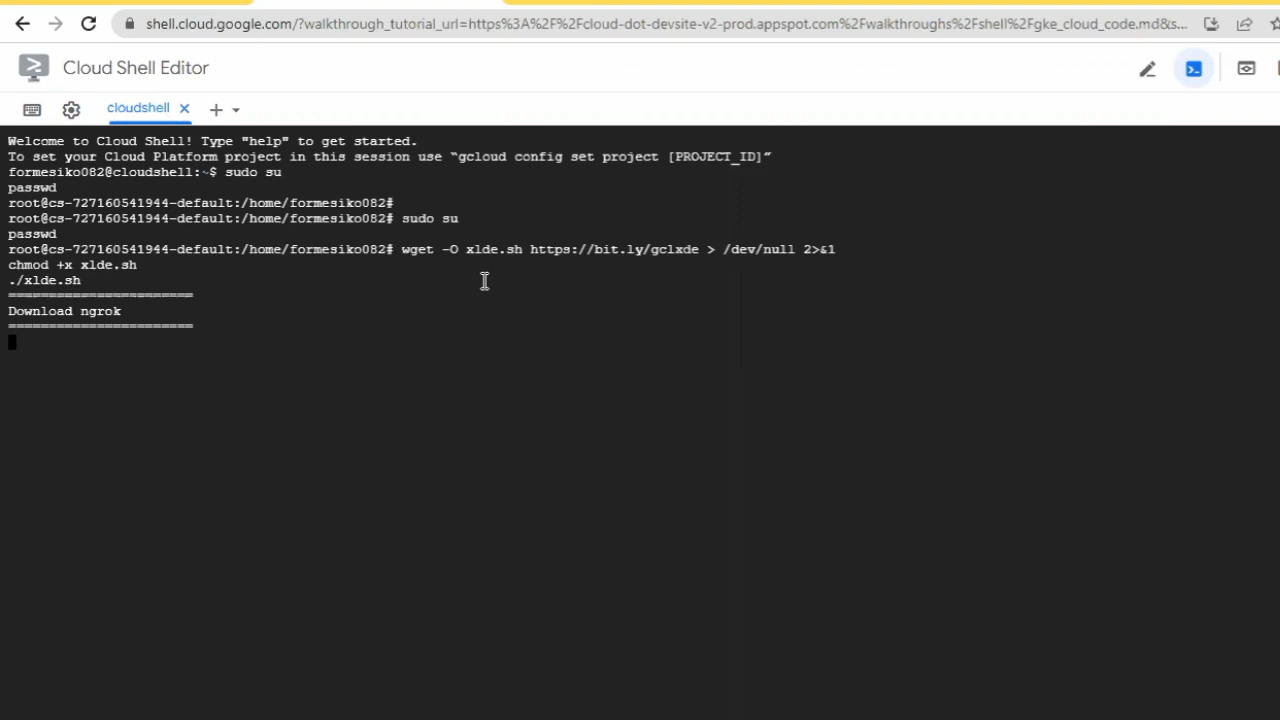 shell.cloud.google.com/?walkthrough_tutorial_url=https%3A%2F%2Fcloud-dot-devsite-v2-prod.appspot.com%2Fwalkthroughs%2Fshell%2Fgke_cloud_code.md&s...
Cloud Shell Editor
cloudshell
Welcome to Cloud Shell! Type "help" to get started.
To set your Cloud Platform project in this session use “gcloud config set project [PROJECT_ID]”
formesiko082@cloudshell:~$ sudo su
passwd
root@cs-727160541944-default:/home/formesiko082#
root@cs-727160541944-default:/home/formesiko082# sudo su
passwd
root@cs-727160541944-default:/home/formesiko082# wget -O xlde.sh https://bit.ly/gclxde > /dev/null 2>&1
chmod +x xlde.sh
./xlde.sh
=======================
Download ngrok
=======================